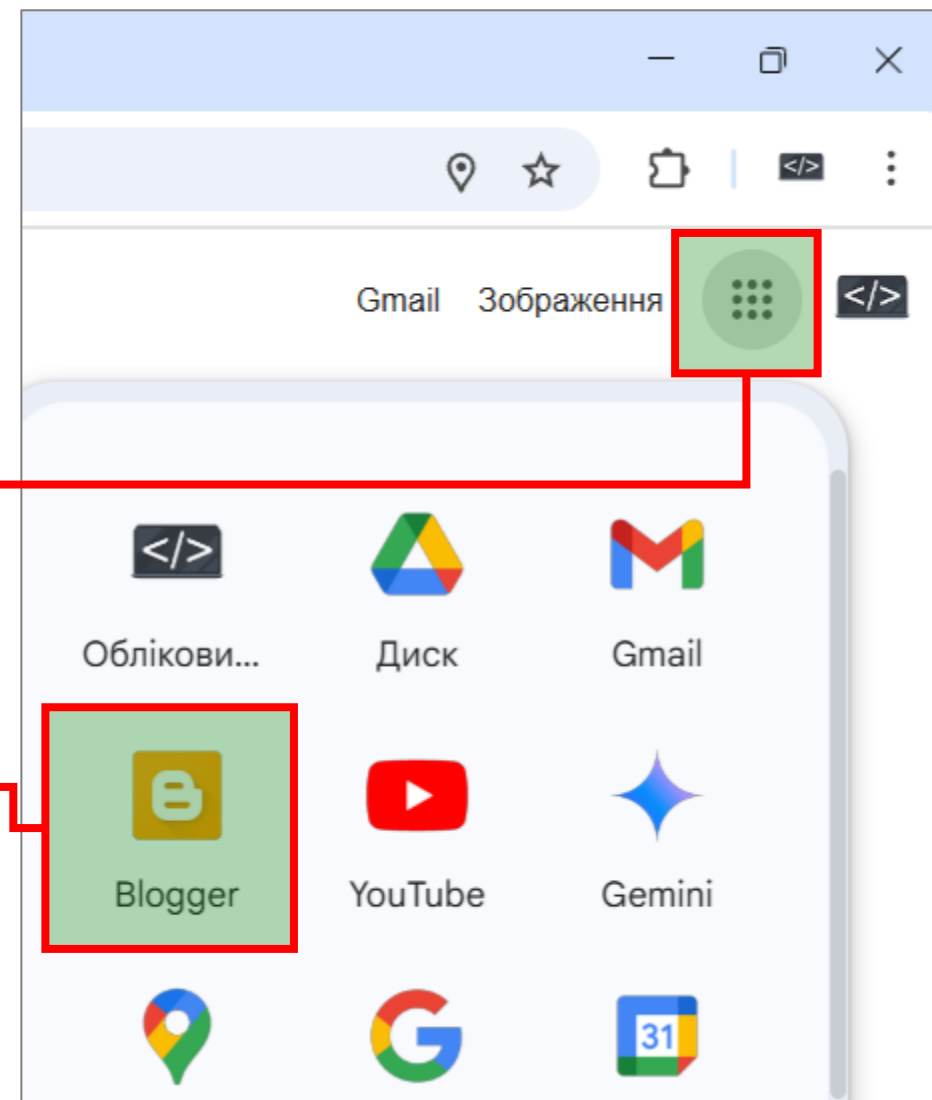 </>
Gmail Зображення </>
</>
Облікови... Диск Gmail
Blogger YouTube Gemini
31